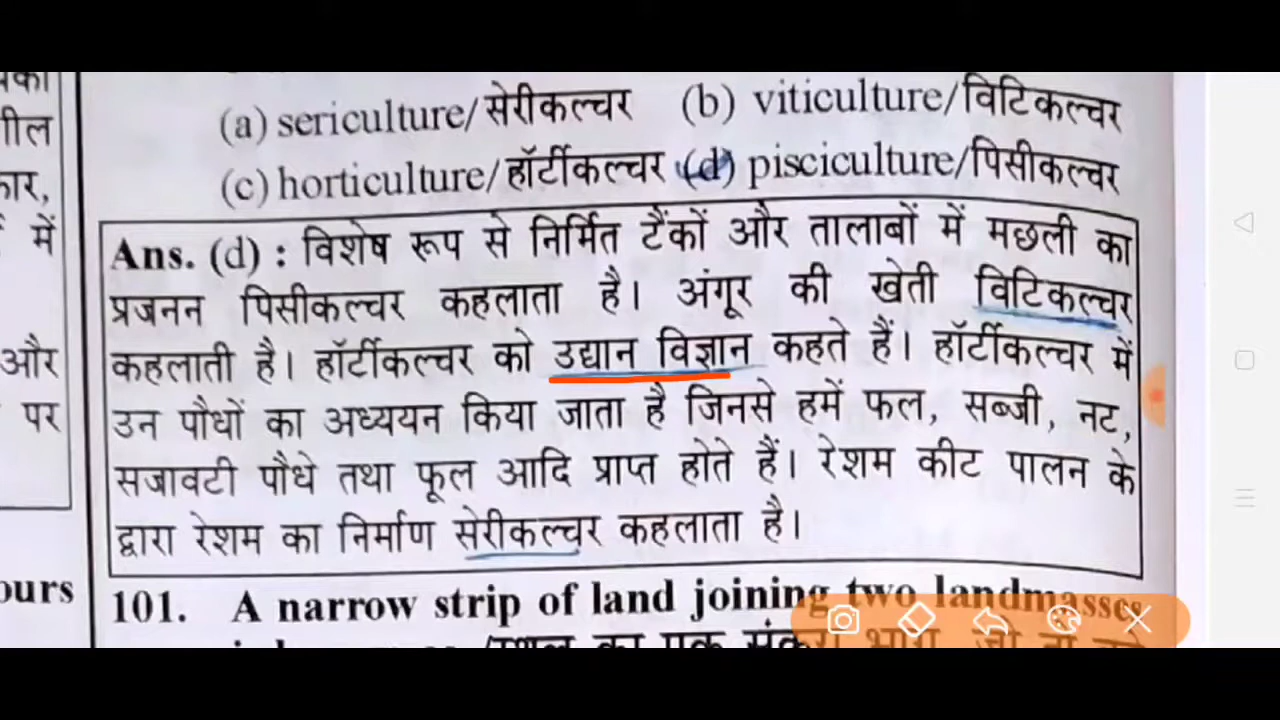 (a) sericulture/सेरीकल्चर (b) viticulture/विटिकल्चर
(c) horticulture/हॉर्टीकल्चर (d) pisciculture/पिसीकल्चर
Ans. (d) : विशेष रूप से निर्मित टैंकों और तालाबों में मछली का
प्रजनन पिसीकल्चर कहलाता है। अंगूर की खेती विटिकल्चर
कहलाती है। हॉर्टीकल्चर को उद्यान विज्ञान कहते हैं। हॉर्टीकल्चर में
उन पौधों का अध्ययन किया जाता है जिनसे हमें फल, सब्जी, नट,
सजावटी पौधे तथा फूल आदि प्राप्त होते हैं। रेशम कीट पालन के
द्वारा रेशम का निर्माण सेरीकल्चर कहलाता है।
101. A narrow strip of land joining two landmasses
में
और
पर